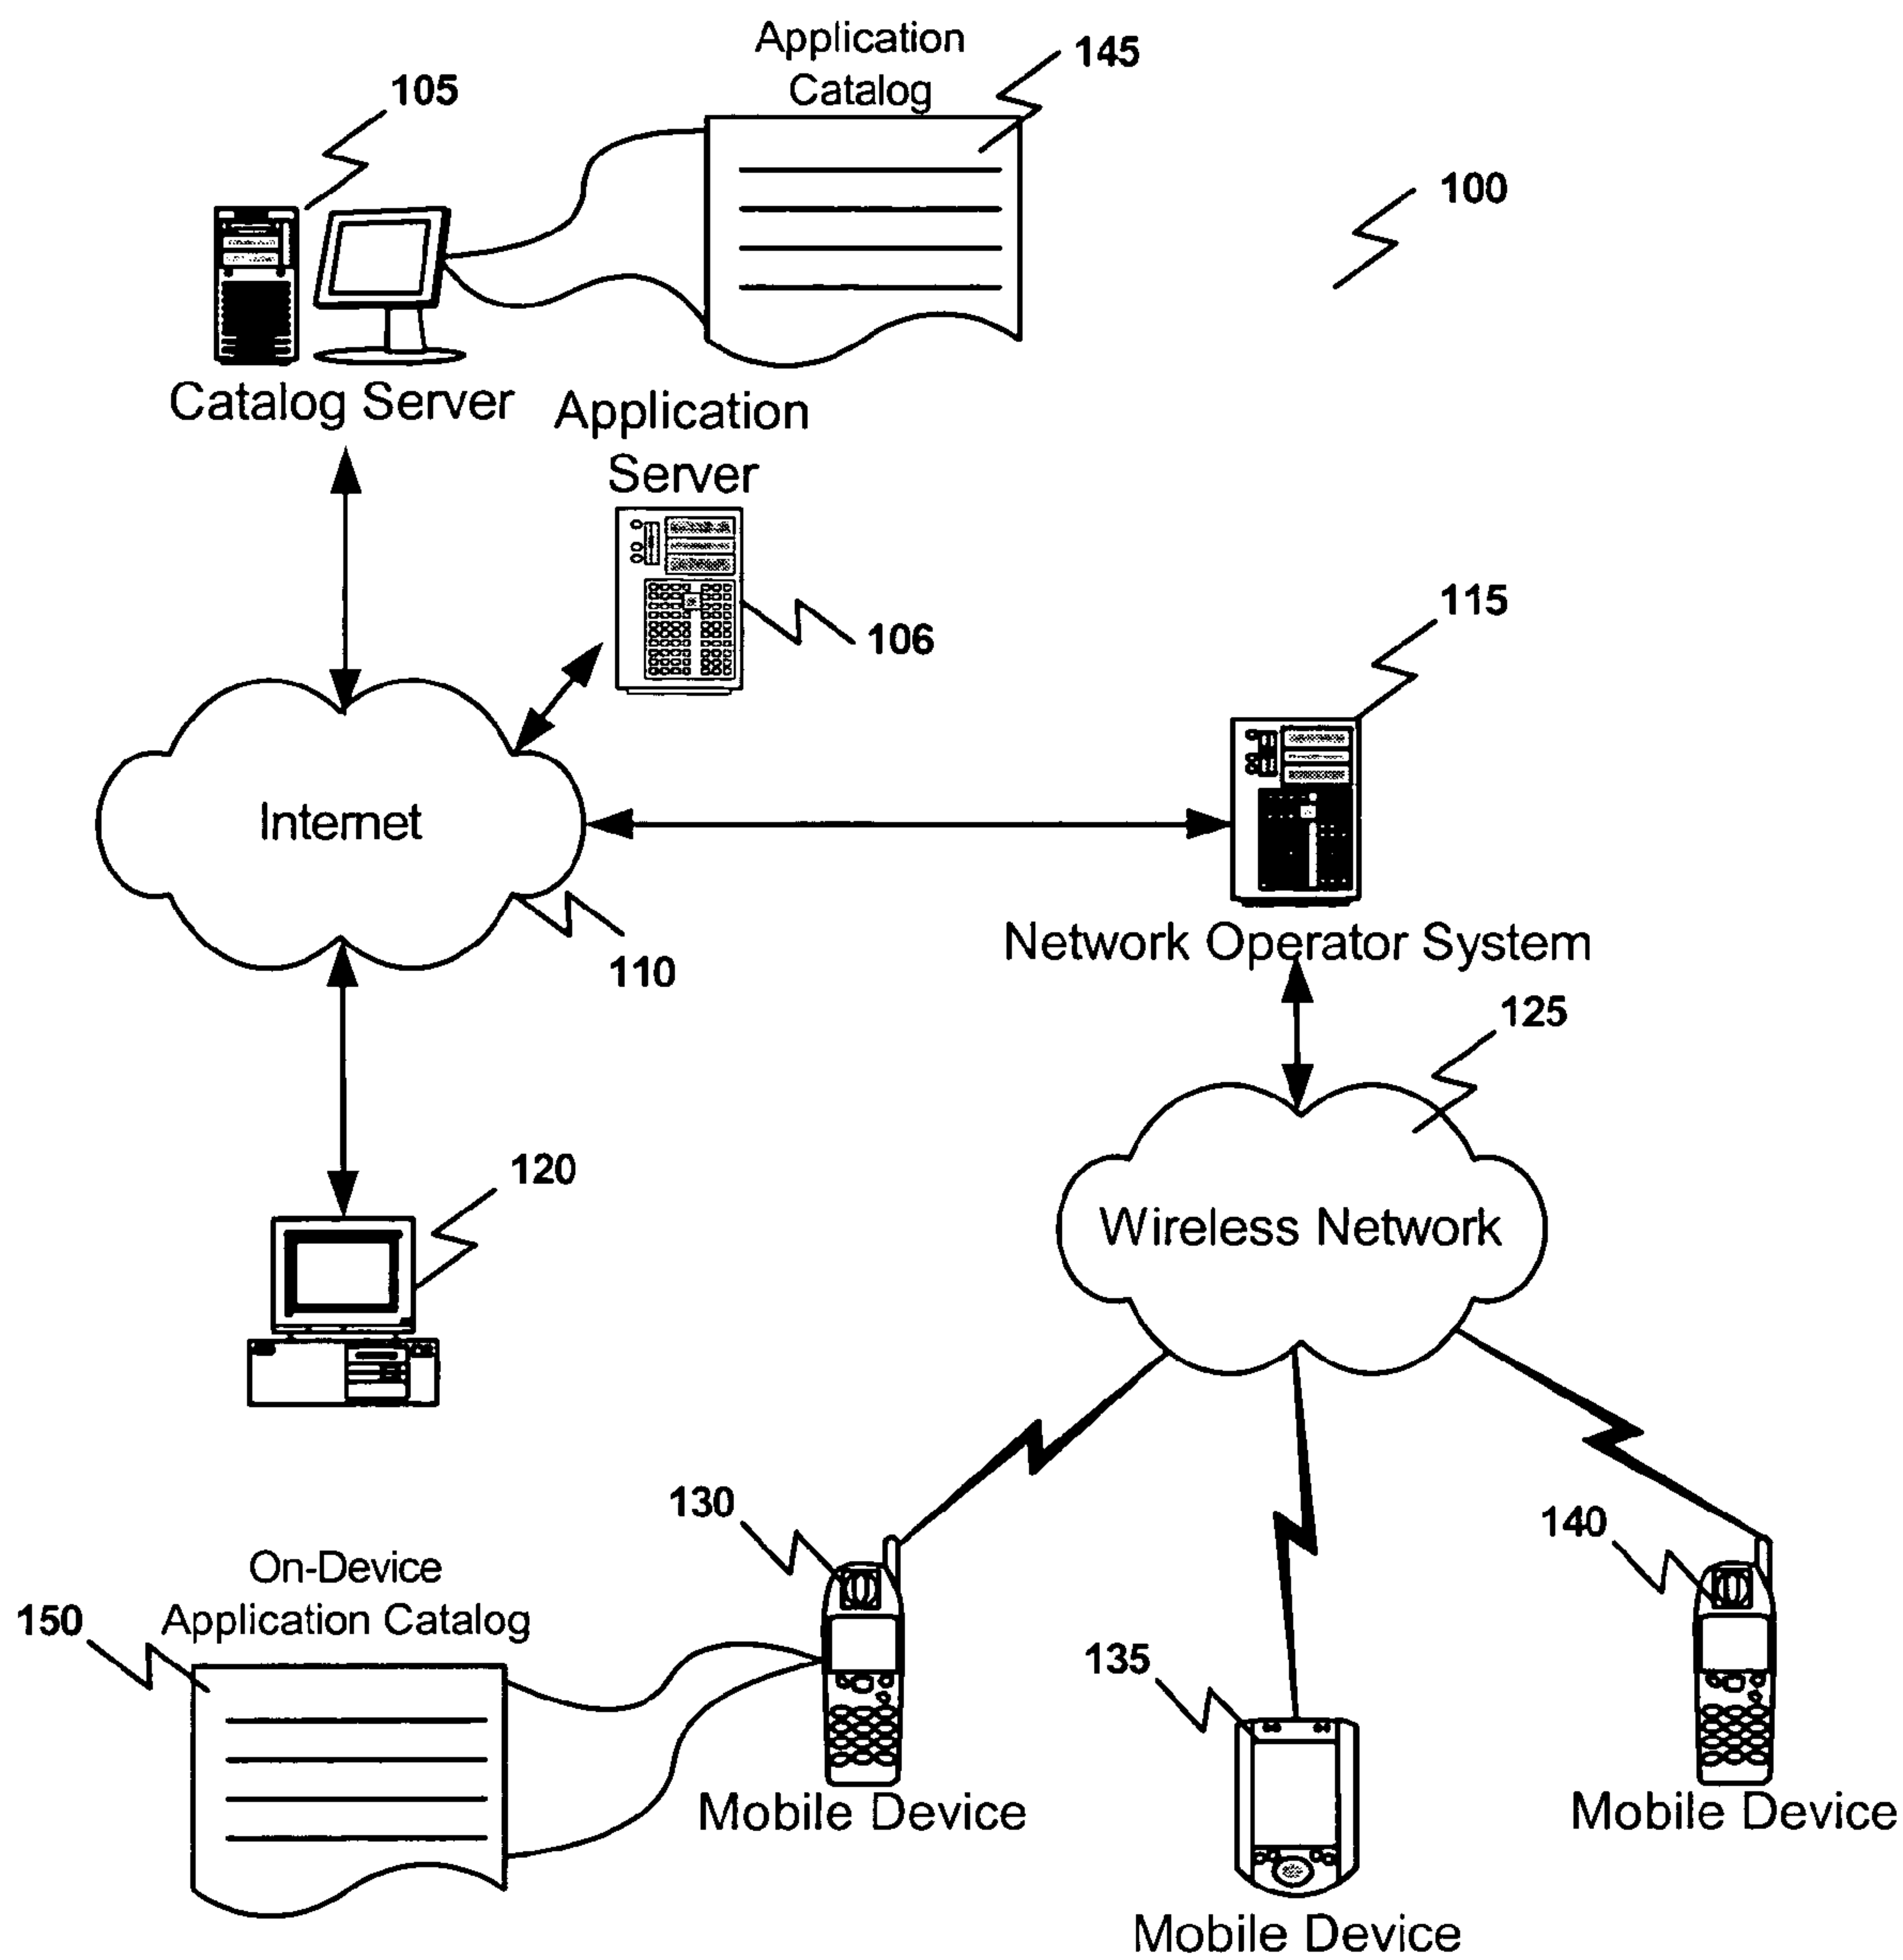 Application
Catalog
145
105
100
Catalog Server
Application
Server
106
115
Internet
110
Network Operator System
125
120
Wireless Network
130
140
On-Device
Application Catalog
150
135
Mobile Device
Mobile Device
Mobile Device